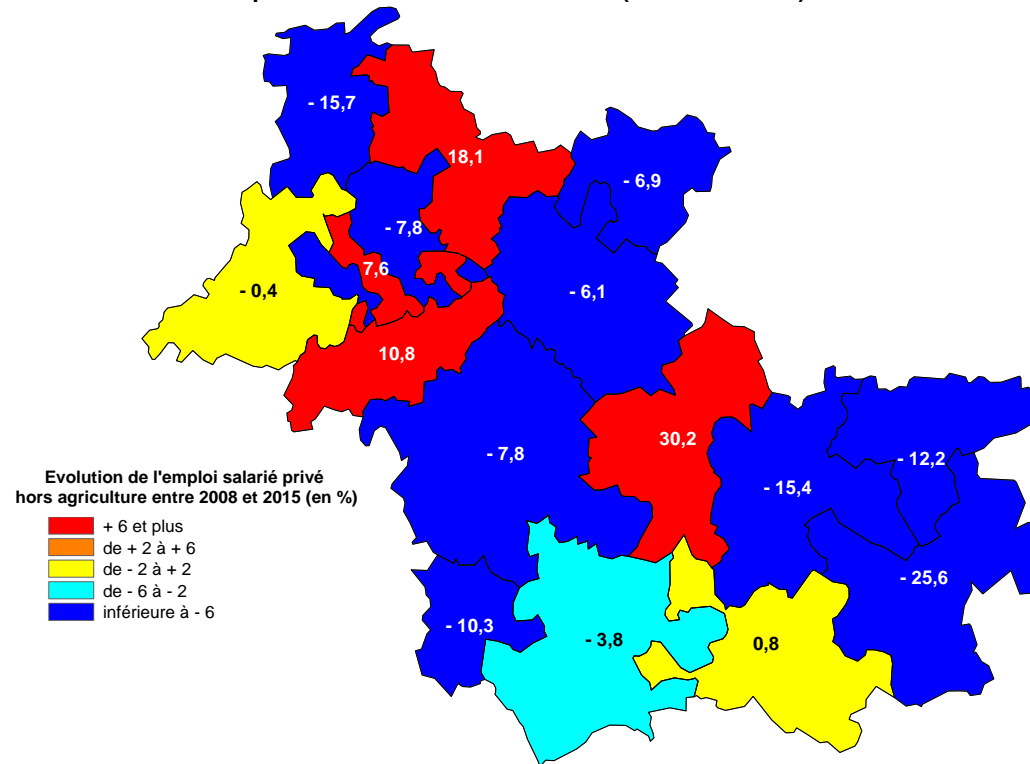 - 15,7
18,1
- 6,9
- 7,8
7,6
- 0,4
- 6,1
10,8
30,2
- 7,8
- 12,2
- 15,4
Evolution de l'emploi salarié privé
hors agriculture entre 2008 et 2015 (en %)
+ 6 et plus
de + 2 à + 6
de - 2 à + 2
de - 6 à - 2
inférieure à - 6
- 25,6
- 10,3
- 3,8
0,8